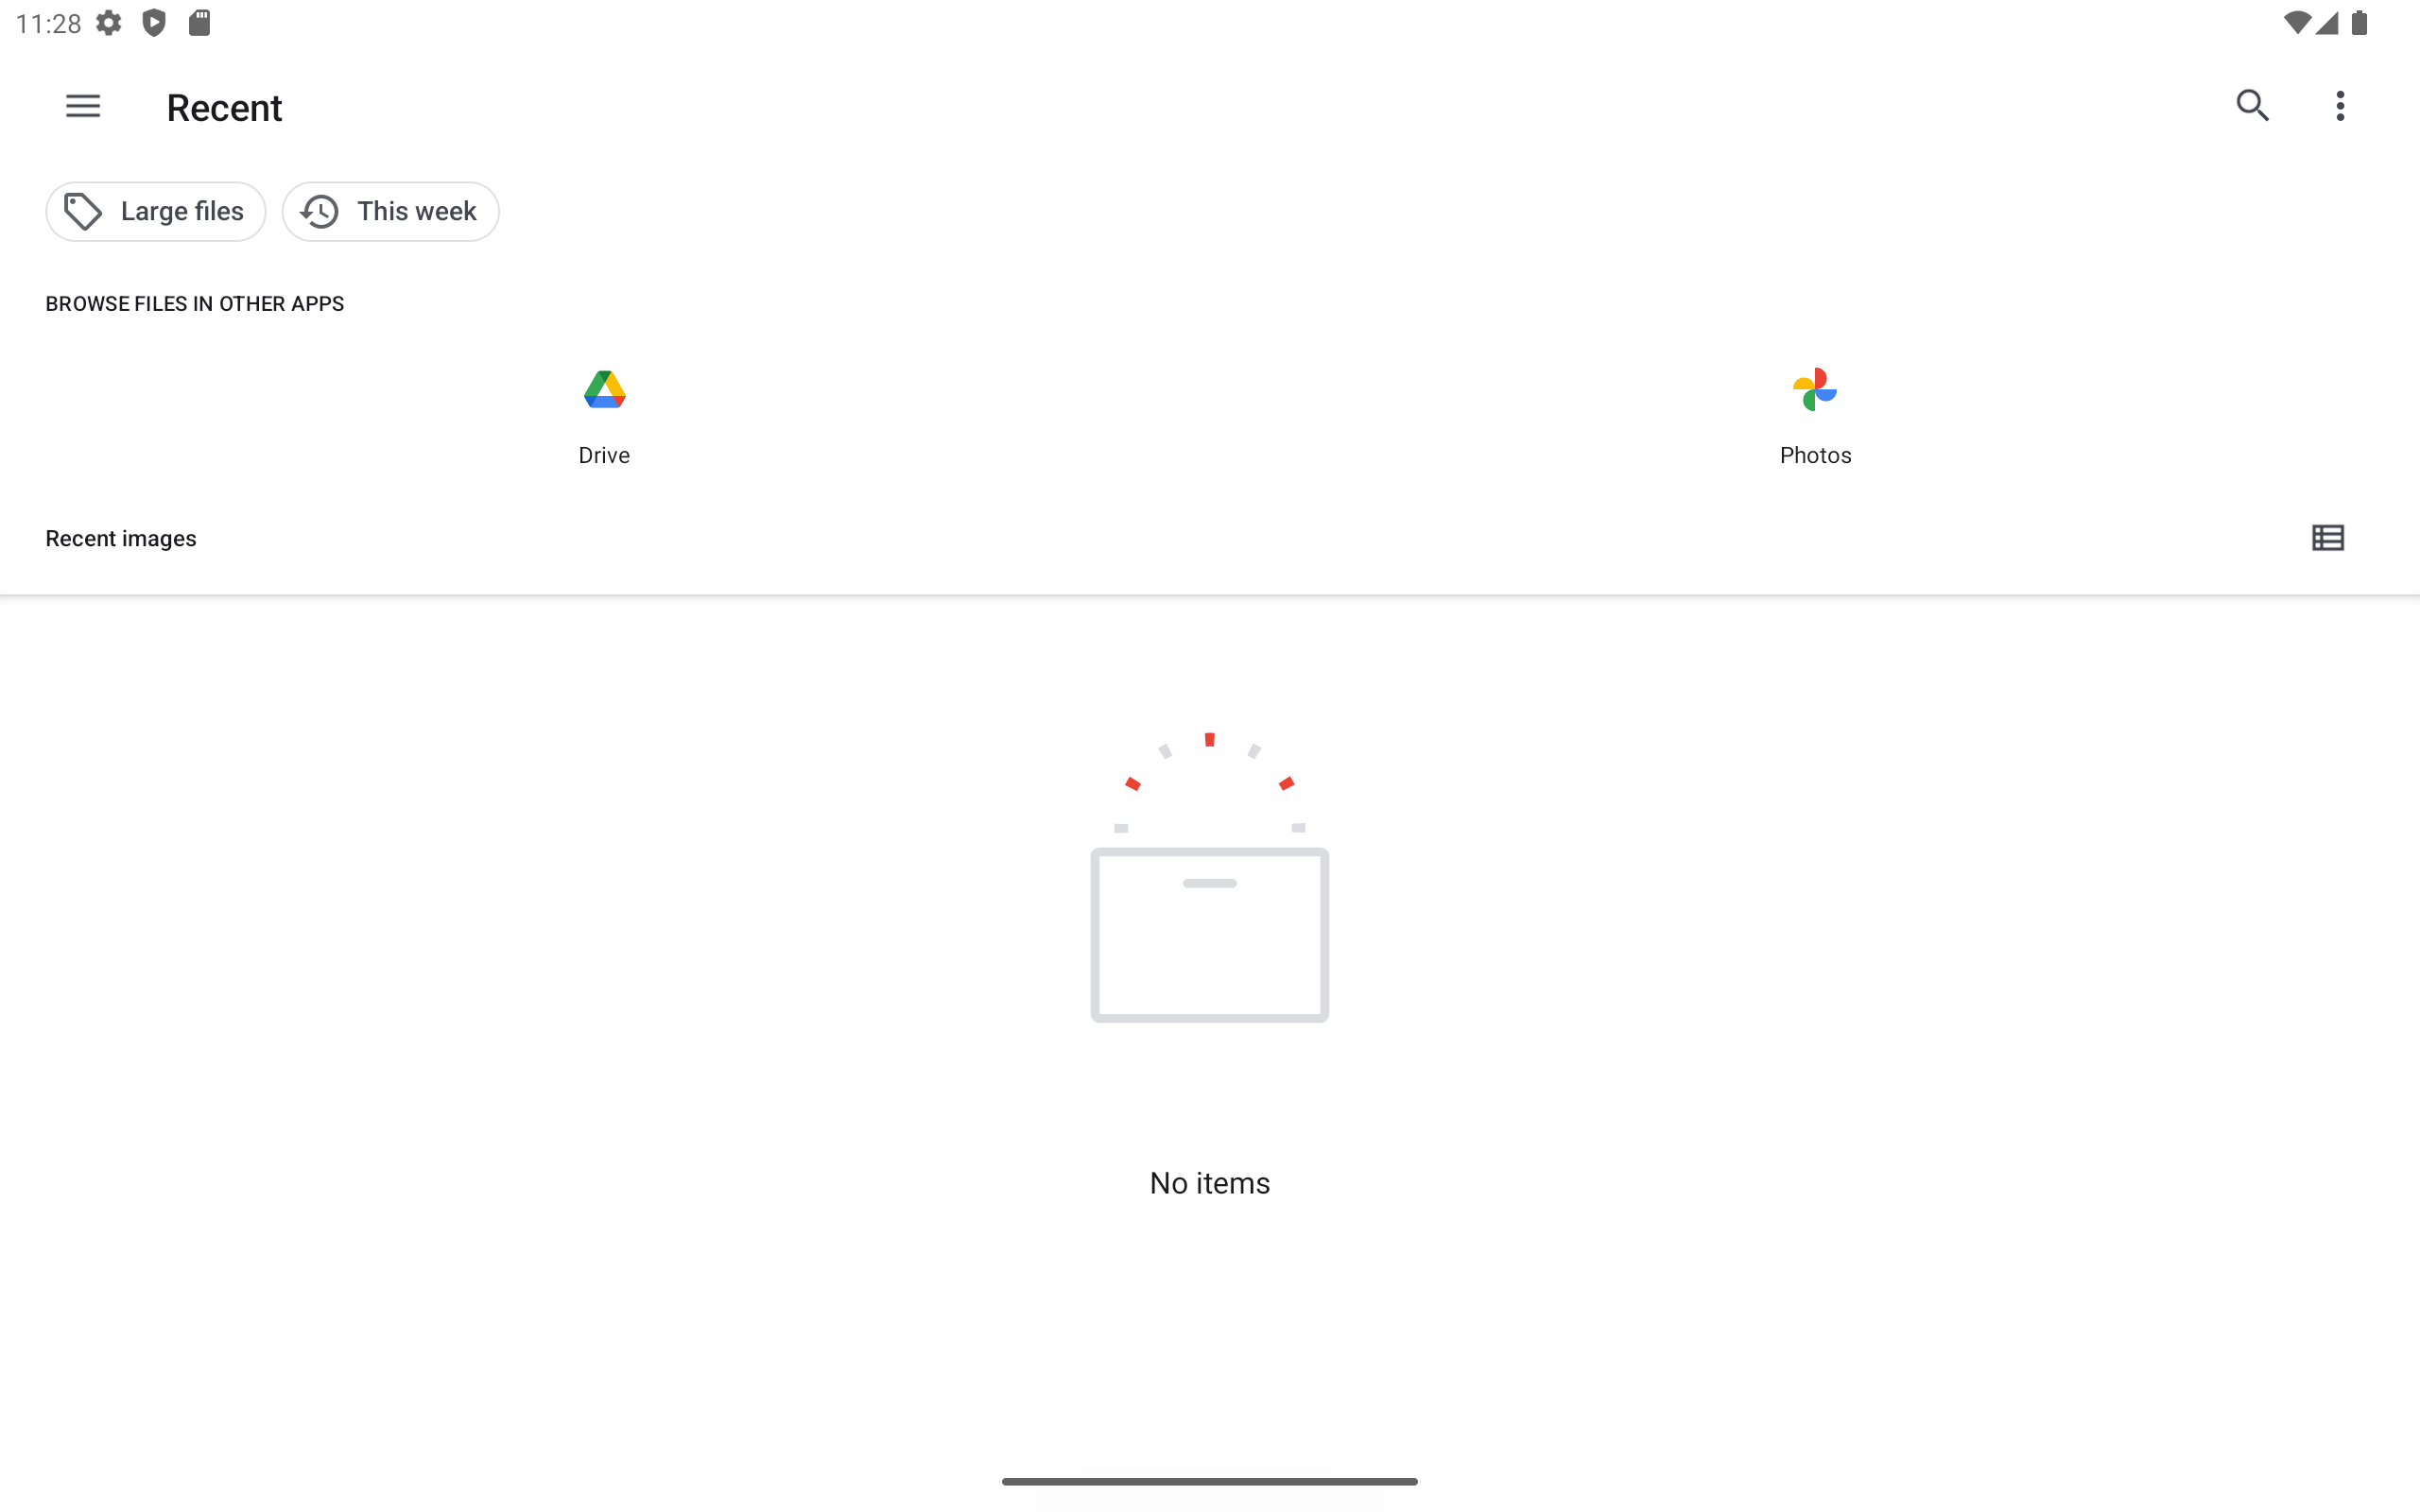 11:28
Recent
Large files
This week
BROWSE FILES IN OTHER APPS
Drive
Photos
Recent images
No items